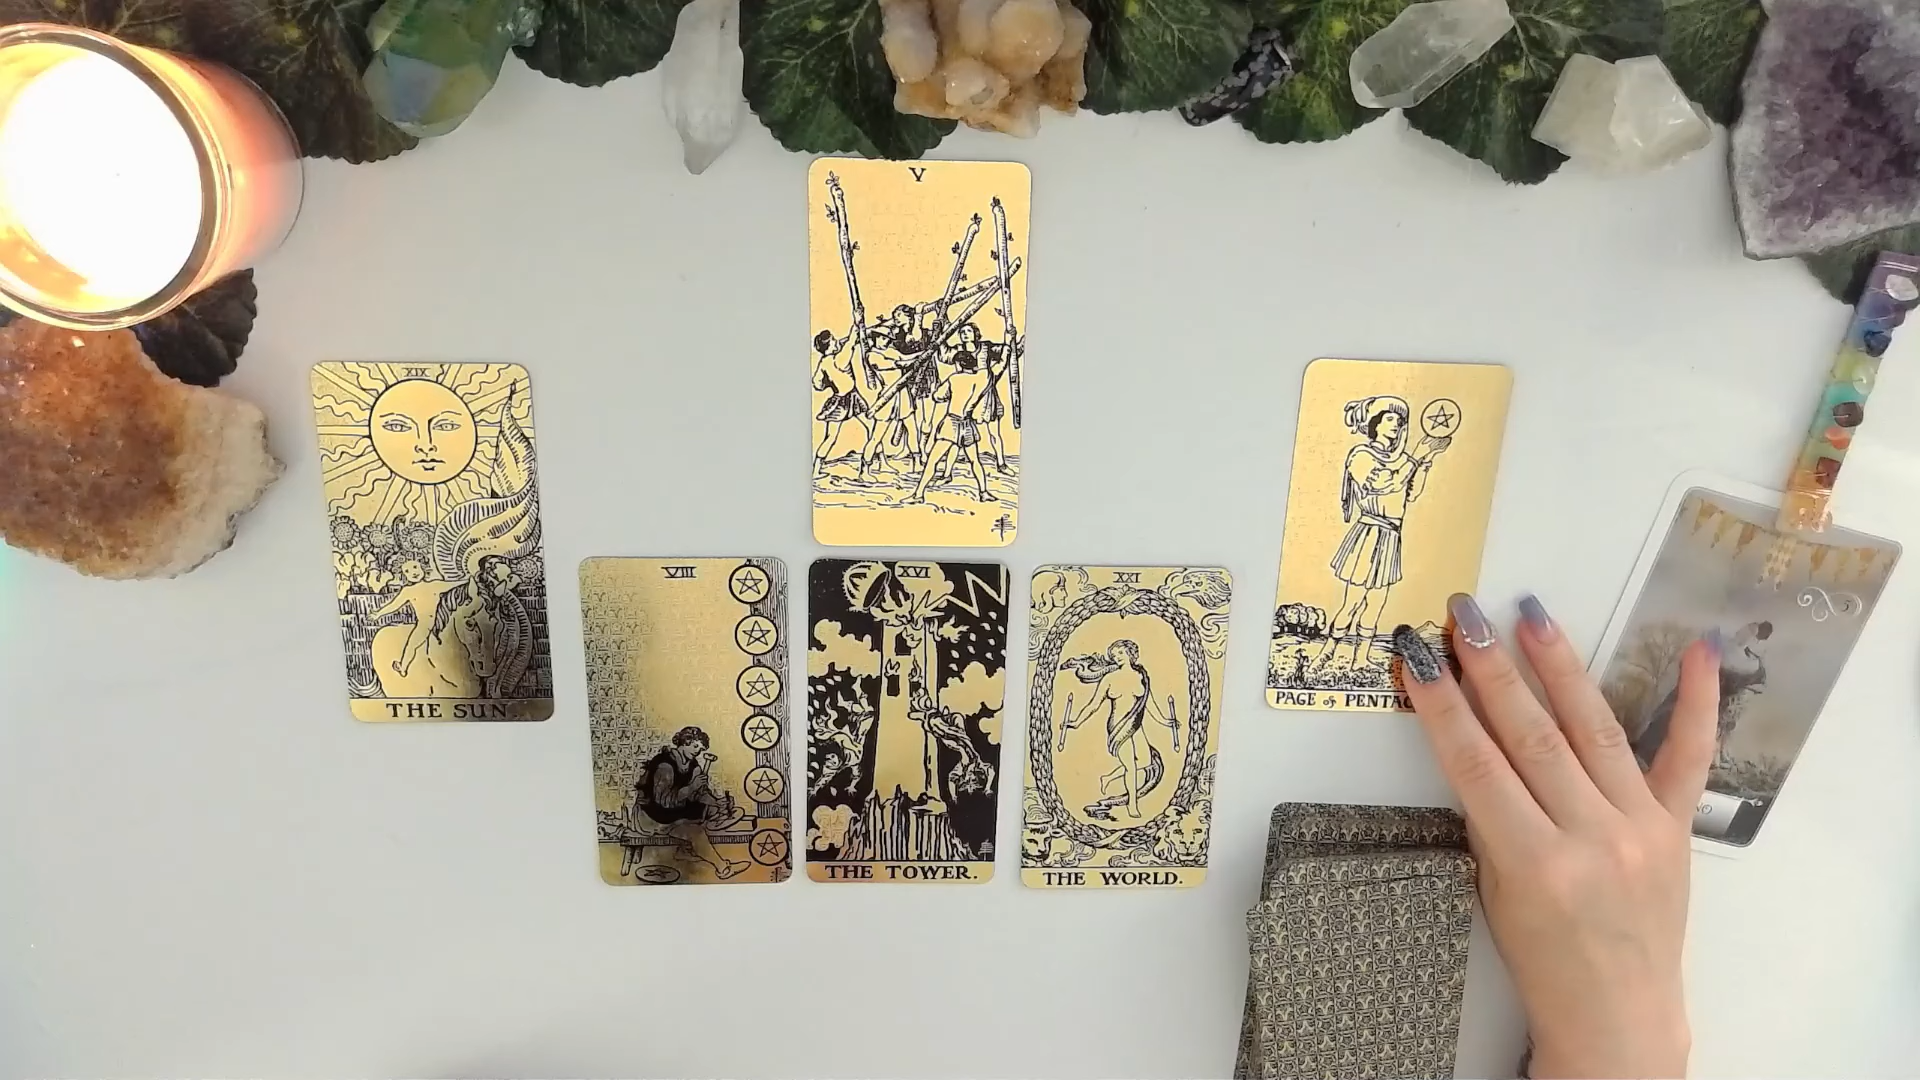 V
XIX
THE SUN.
VIII
XVI
THE TOWER.
XXI
THE WORLD.
PAGE of PENTAC